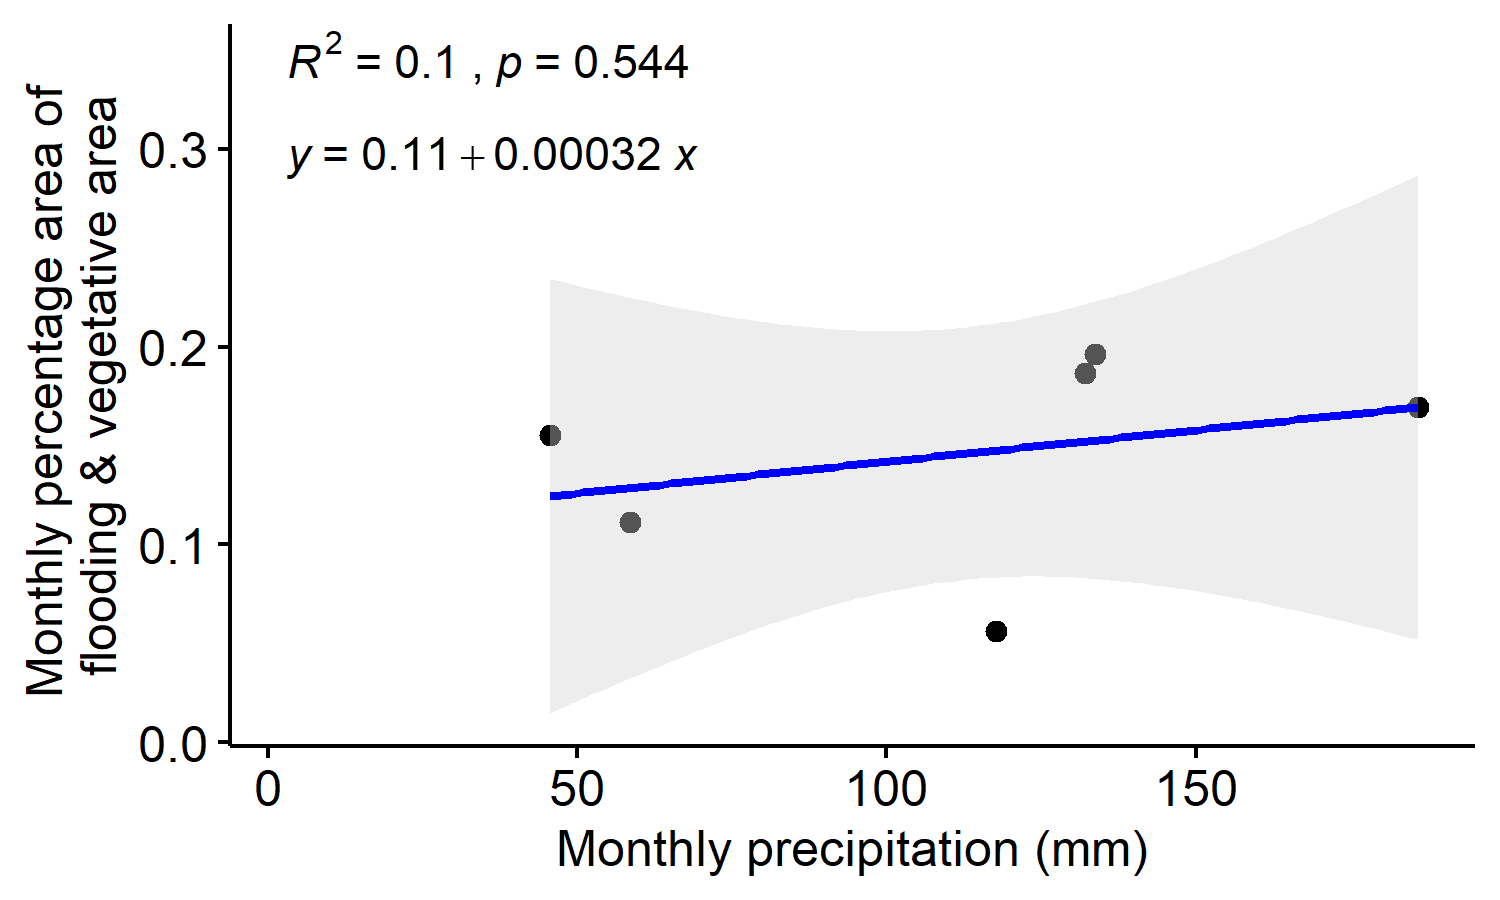 R² = 0.1 , p = 0.544
y = 0.11 + 0.00032 x
Monthly percentage area of
flooding & vegetative area
0.3
0.2
0.1
0.0
0 50 100 150
Monthly precipitation (mm)